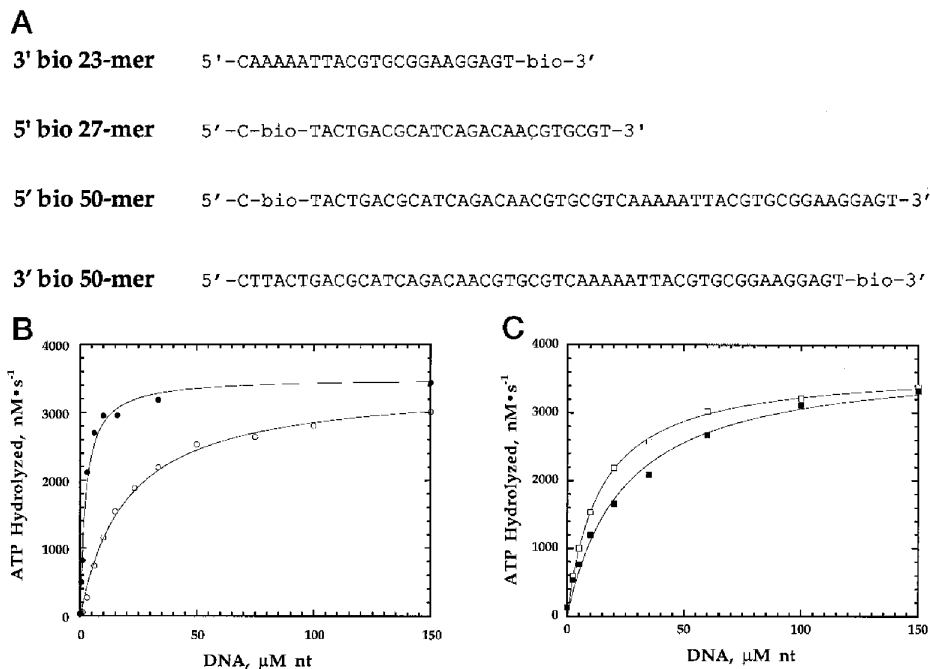 A
3' bio 23-mer 5'-CAAAAATTACGTGCGGAAGGAGT-bio-3'
5' bio 27-mer 5'-C-bio-TACTGACGCATCAGACAACGTGCGT-3'
5' bio 50-mer 5'-C-bio-TACTGACGCATCAGACAACGTGCGTCAAAAATTACGTGCGGAAGGAGT-3'
3' bio 50-mer 5'-CTTACTGACGCATCAGACAACGTGCGTCAAAAATTACGTGCGGAAGGAGT-bio-3'
B
4000
3000
2000
1000
0
0 50 100 150
ATP Hydrolyzed, nM•s⁻¹
DNA, μM nt
C
4000
3000
2000
1000
0
0 50 100 150
ATP Hydrolyzed, nM•s⁻¹
DNA, μM nt